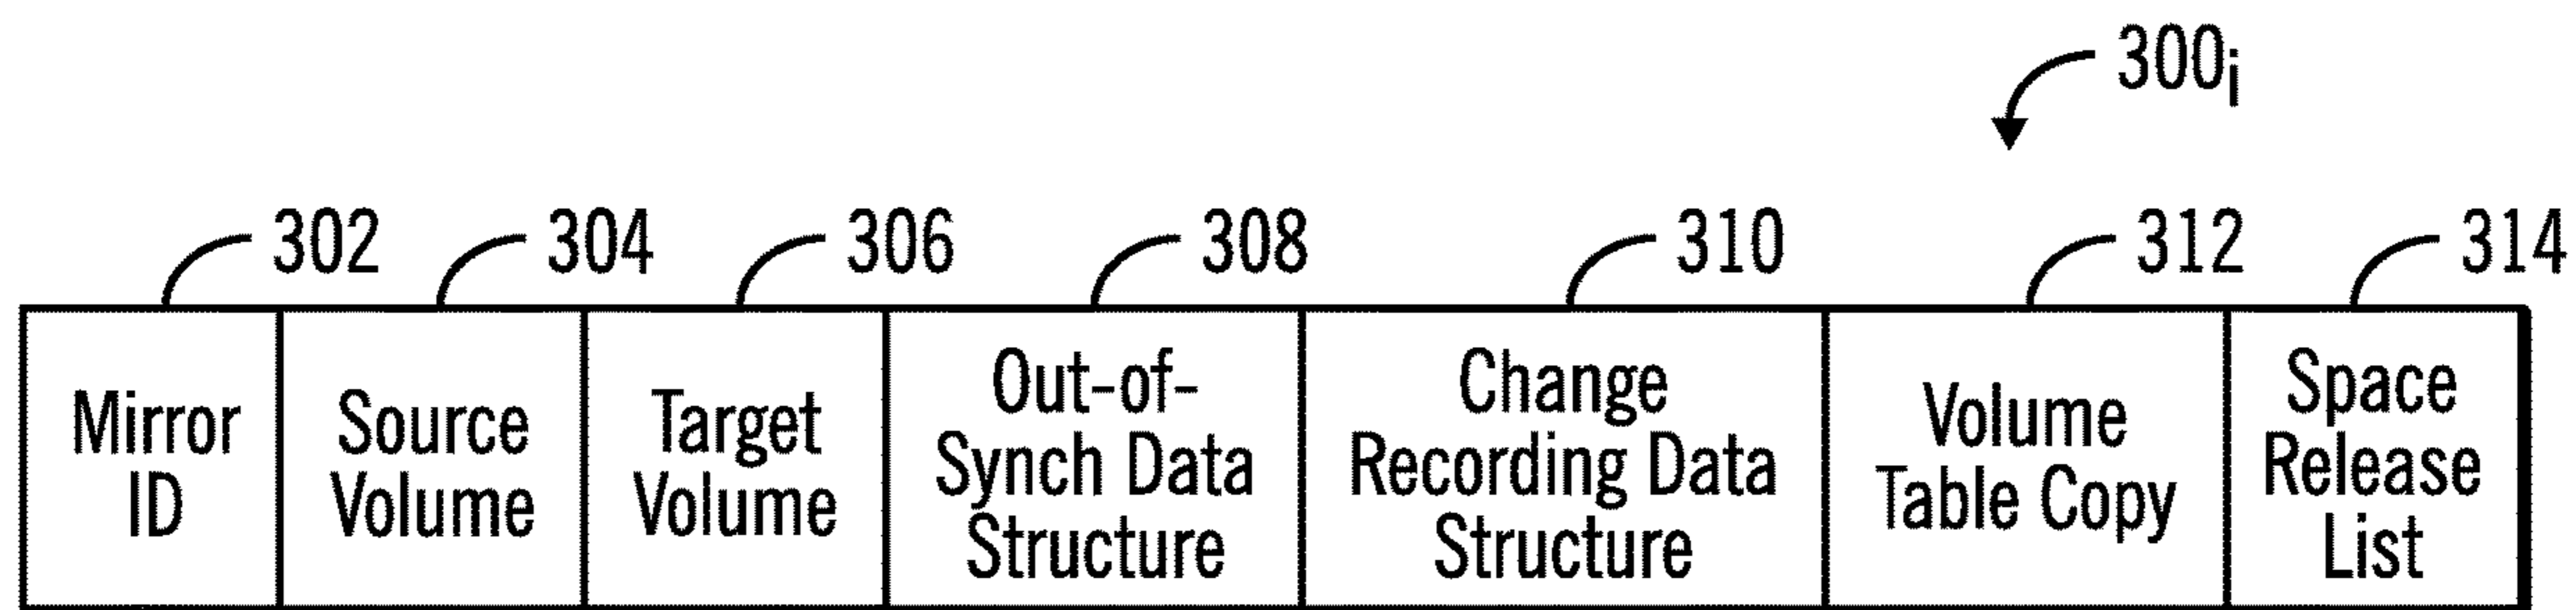 300i
302
304
306
308
310
312
314
Mirror
ID
Source
Volume
Target
Volume
Out-of-
Synch Data
Structure
Change
Recording Data
Structure
Volume
Table Copy
Space
Release
List